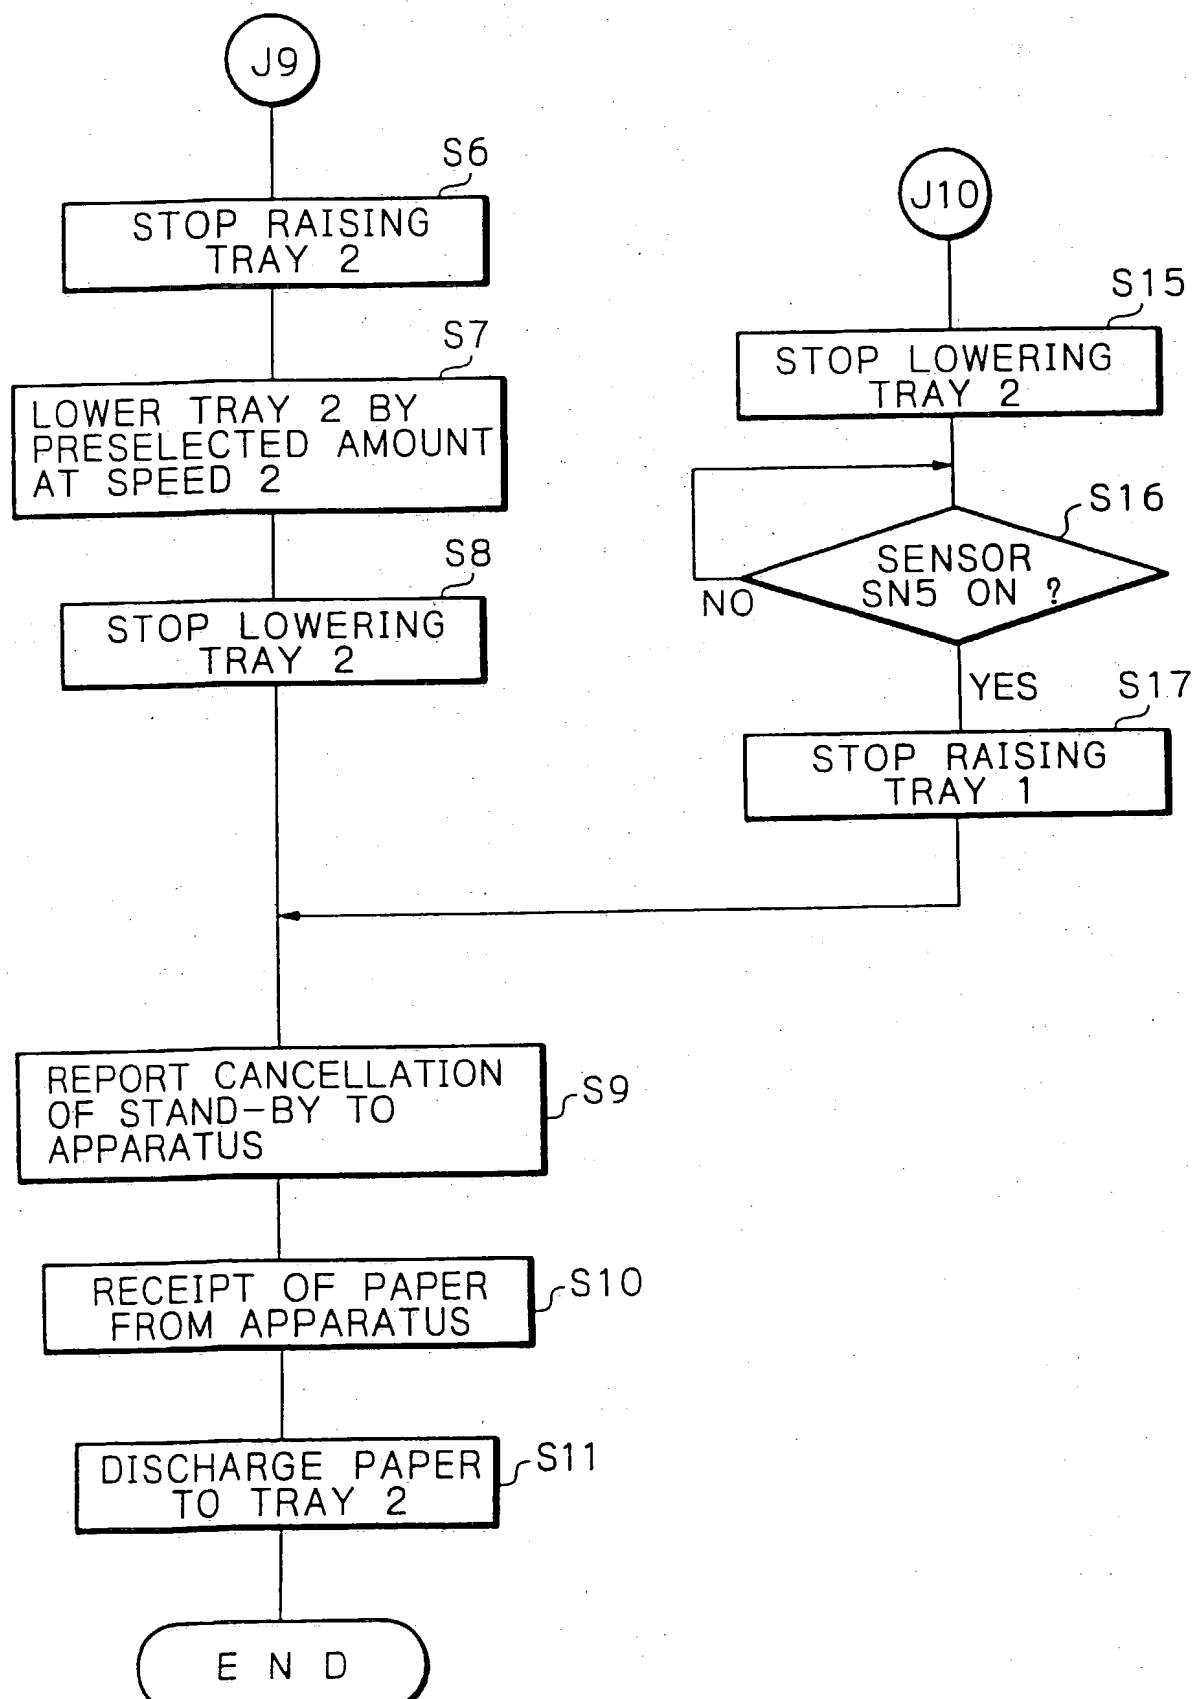 J9
S6
STOP RAISING
TRAY 2
S7
LOWER TRAY 2 BY
PRESELECTED AMOUNT
AT SPEED 2
S8
STOP LOWERING
TRAY 2
J10
S15
STOP LOWERING
TRAY 2
S16
SENSOR
SN5 ON ?
NO
YES
S17
STOP RAISING
TRAY 1
REPORT CANCELLATION
OF STAND-BY TO
APPARATUS
S9
RECEIPT OF PAPER
FROM APPARATUS
S10
DISCHARGE PAPER
TO TRAY 2
S11
END